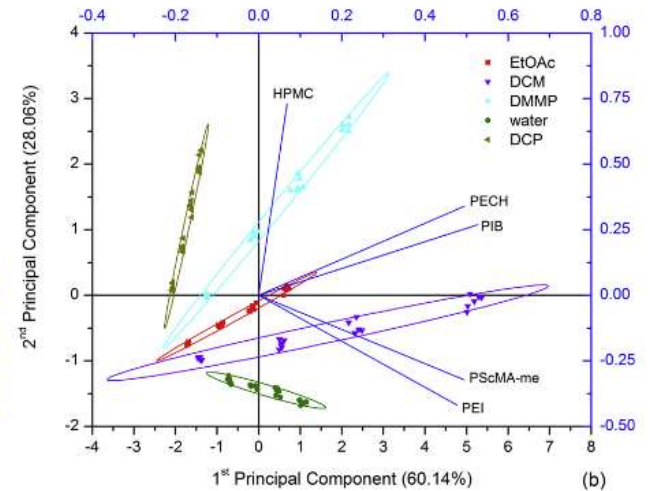 -0.4 -0.2 0.0 0.2 0.4 0.6 0.8
4 1.00
EtOAc
DCM
HPMC
DMMP
3 0.75
water
DCP
2 0.50
PECH
1 0.25
PIB
0 0.00
-1 -0.25
PScMA-me
PEI
-2 -0.50
-4 -3 -2 -1 0 1 2 3 4 5 6 7 8
2nd Principal Component (28.06%)
1st Principal Component (60.14%)
(b)